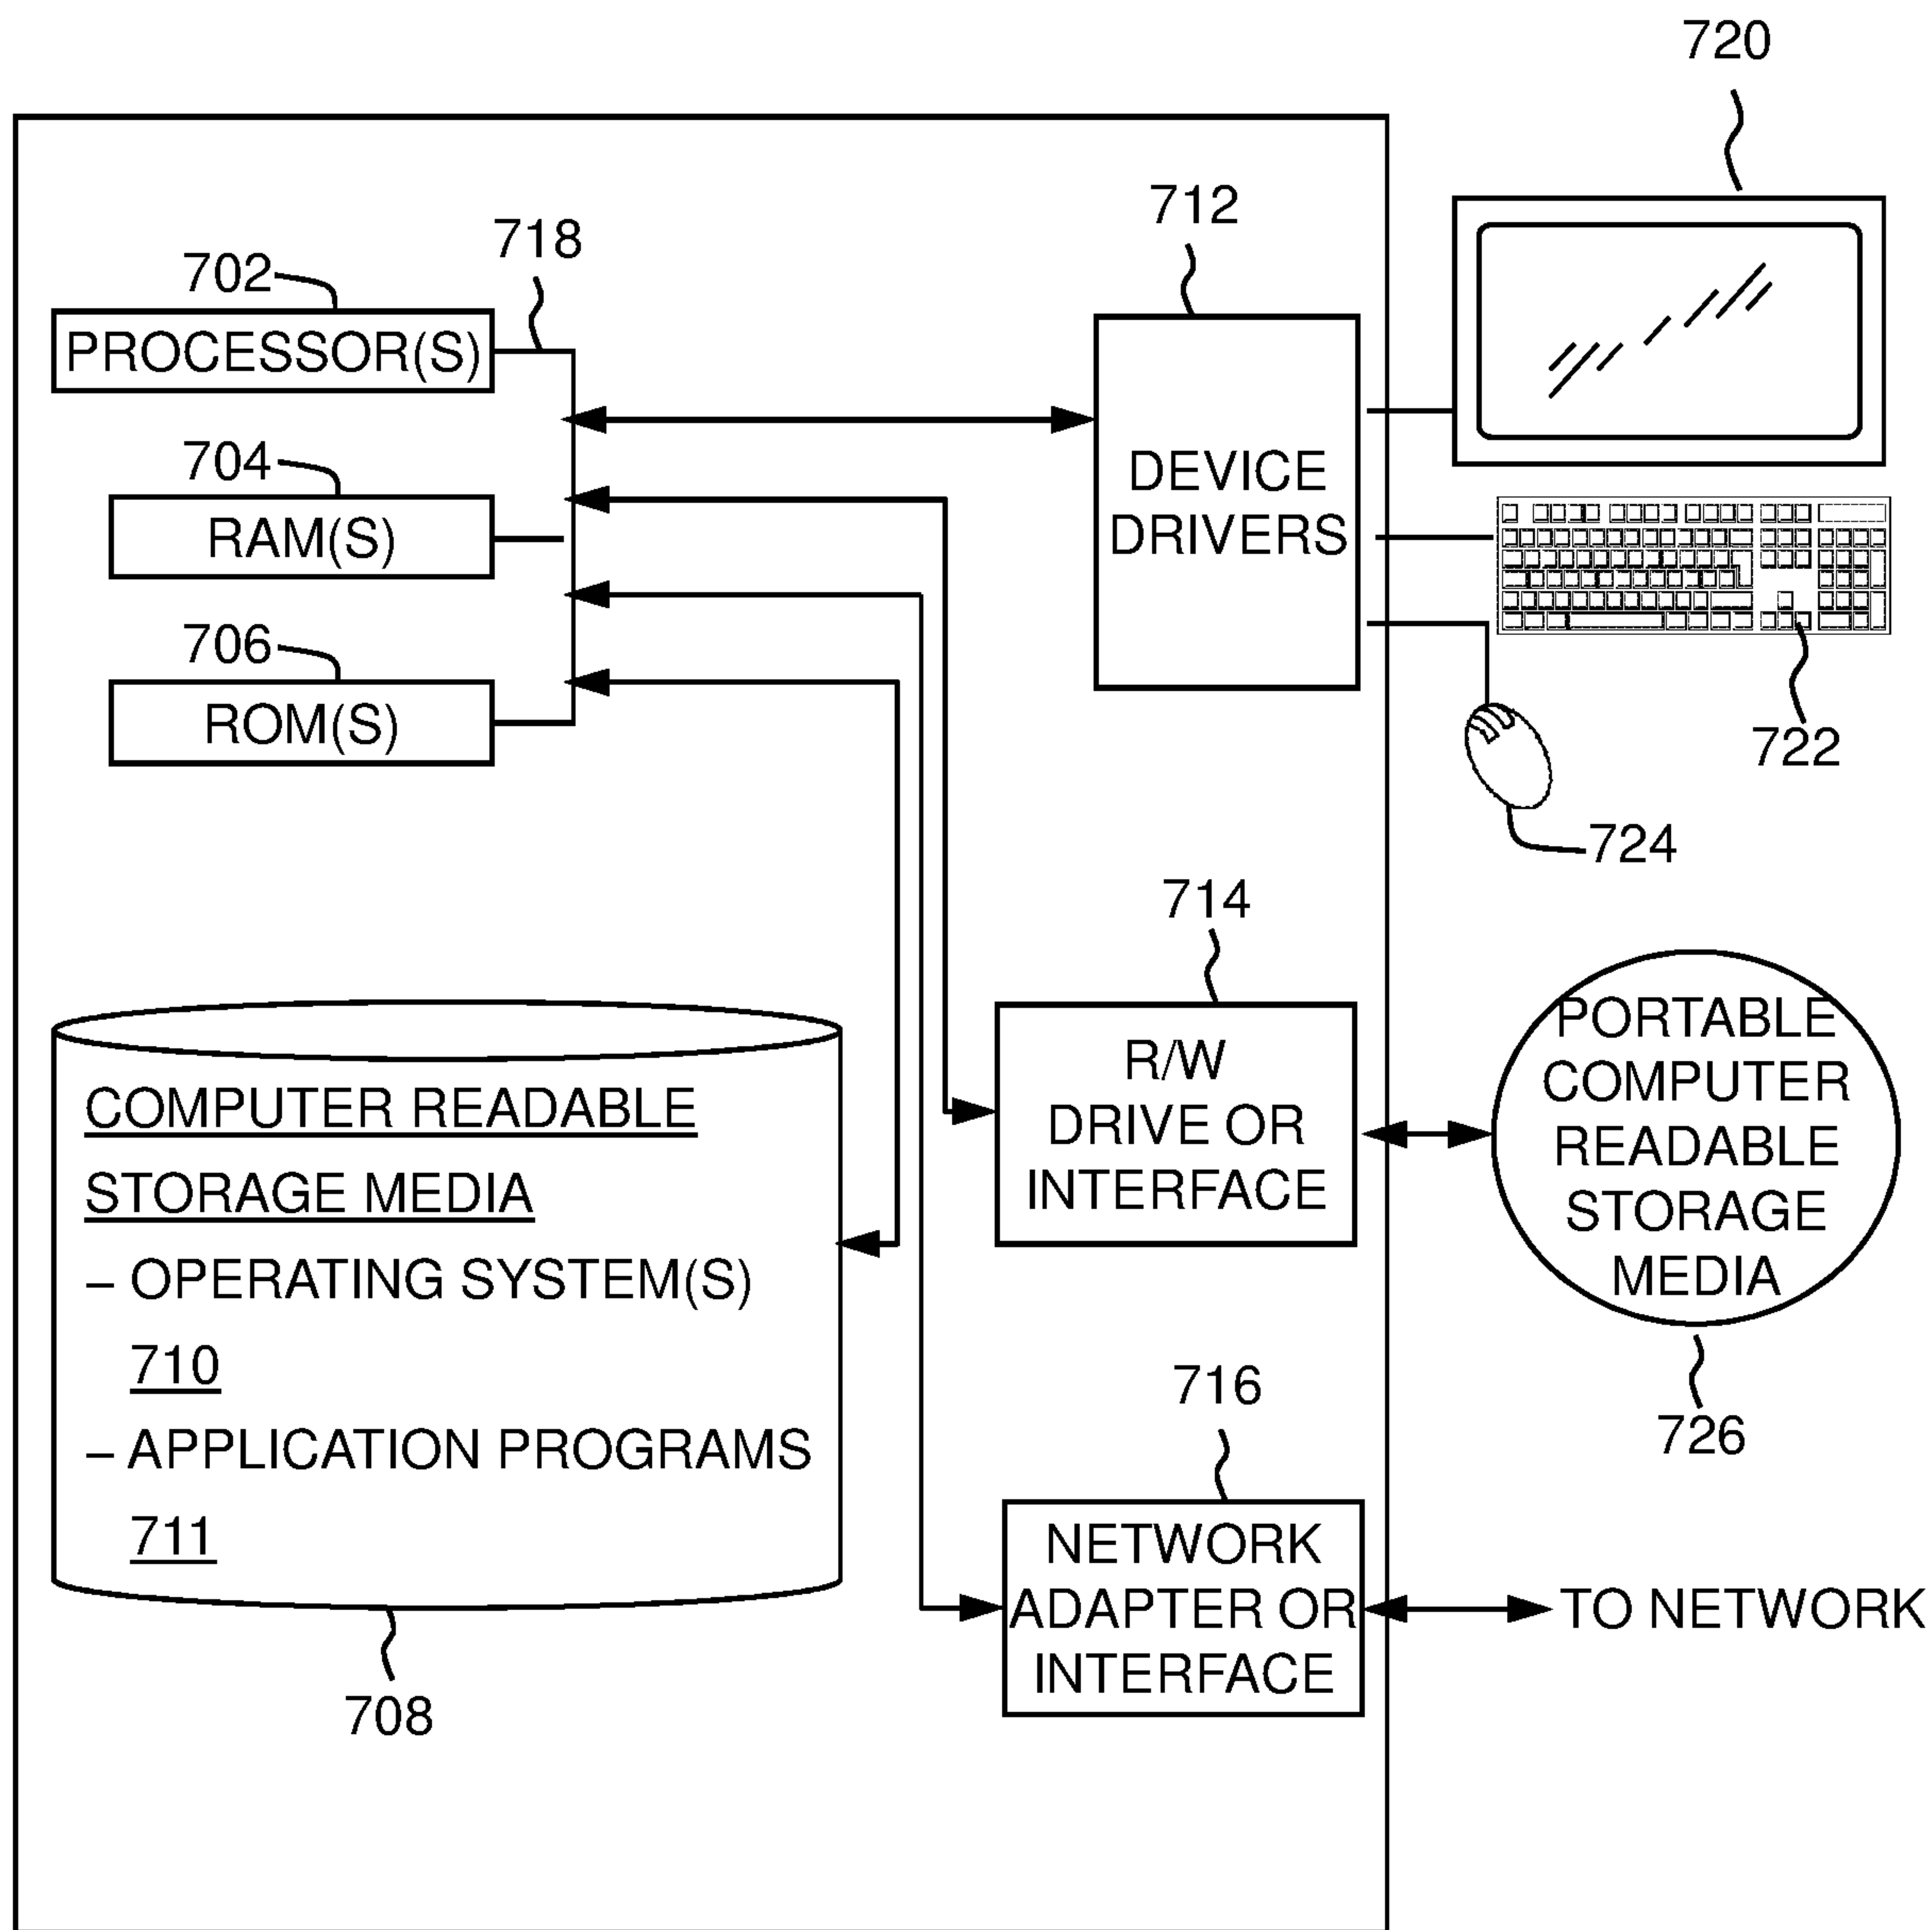 720
712
718
702
PROCESSOR(S)
704
RAM(S)
DEVICE
DRIVERS
706
ROM(S)
722
724
714
R/W
DRIVE OR
INTERFACE
PORTABLE
COMPUTER
READABLE
STORAGE
MEDIA
726
COMPUTER READABLE
STORAGE MEDIA
– OPERATING SYSTEM(S)
710
– APPLICATION PROGRAMS
711
708
716
NETWORK
ADAPTER OR
INTERFACE
TO NETWORK